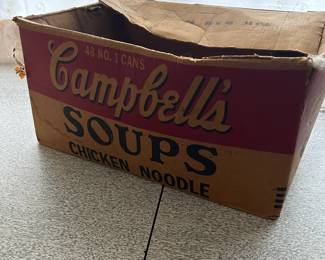 48 NO. 1 CANS
Campbell's
SOUPS
CHICKEN NOODLE